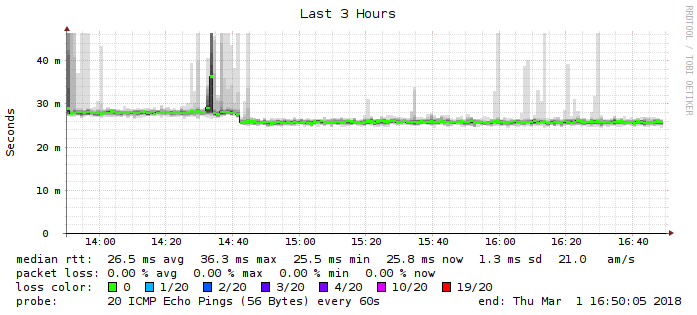 Last 3 Hours
RRDTOOL / TOBI OETIKER
Seconds
40 m
30 m
20 m
10 m
0
14:00 14:20 14:40 15:00 15:20 15:40 16:00 16:20 16:40
median rtt: 26.5 ms avg 36.3 ms max 25.5 ms min 25.8 ms now 1.3 ms sd 21.0 am/s
packet loss: 0.00 % avg 0.00 % max 0.00 % min 0.00 % now
loss color: 0 1/20 2/20 3/20 4/20 10/20 19/20
probe: 20 ICMP Echo Pings (56 Bytes) every 60s end: Thu Mar 1 16:50:05 2018